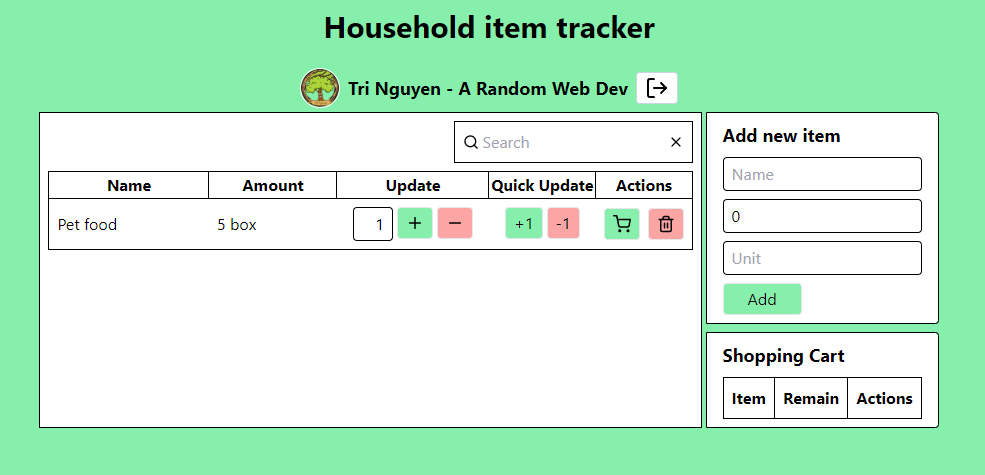 Household item tracker
Tri Nguyen - A Random Web Dev
Search
Name Amount Update Quick Update Actions
Pet food 5 box 1 + − +1 -1
Add new item
Name
0
Unit
Add
Shopping Cart
Item Remain Actions